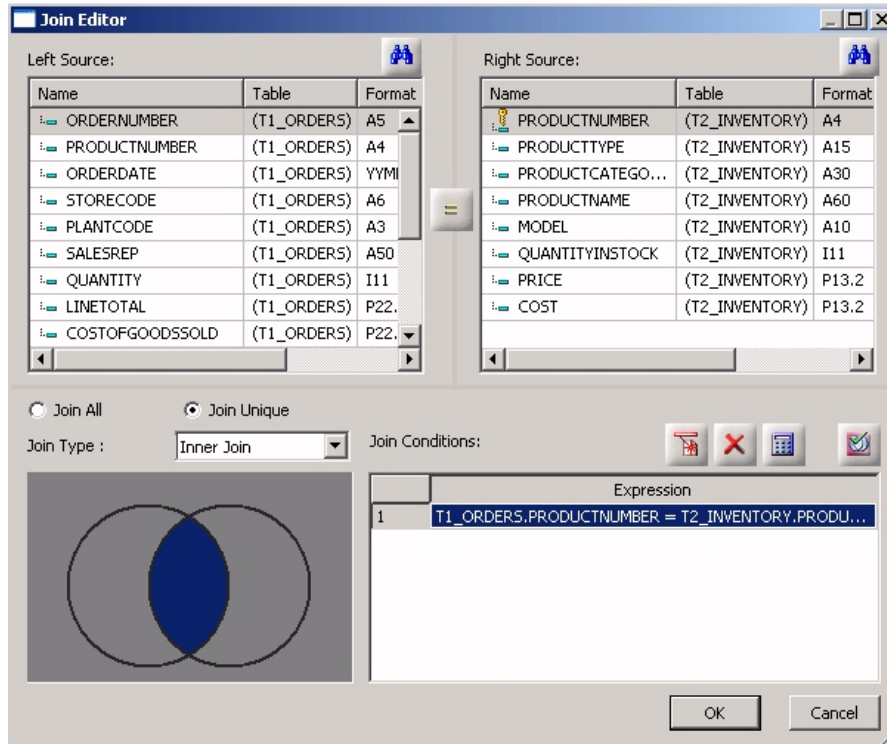 Join Editor
Left Source:
Name Table Format
ORDERNUMBER (T1_ORDERS) A5
PRODUCTNUMBER (T1_ORDERS) A4
ORDERDATE (T1_ORDERS) YYM
STORECODE (T1_ORDERS) A6
PLANTCODE (T1_ORDERS) A3
SALESREP (T1_ORDERS) A50
QUANTITY (T1_ORDERS) I11
LINETOTAL (T1_ORDERS) P22.
COSTOFGOODSSOLD (T1_ORDERS) P22.
=
Right Source:
Name Table Format
PRODUCTNUMBER (T2_INVENTORY) A4
PRODUCTTYPE (T2_INVENTORY) A15
PRODUCTCATEGO... (T2_INVENTORY) A30
PRODUCTNAME (T2_INVENTORY) A60
MODEL (T2_INVENTORY) A10
QUANTITYINSTOCK (T2_INVENTORY) I11
PRICE (T2_INVENTORY) P13.2
COST (T2_INVENTORY) P13.2
Join All Join Unique
Join Type : Inner Join
Join Conditions:
Expression
1 T1_ORDERS.PRODUCTNUMBER = T2_INVENTORY.PRODU...
OK Cancel